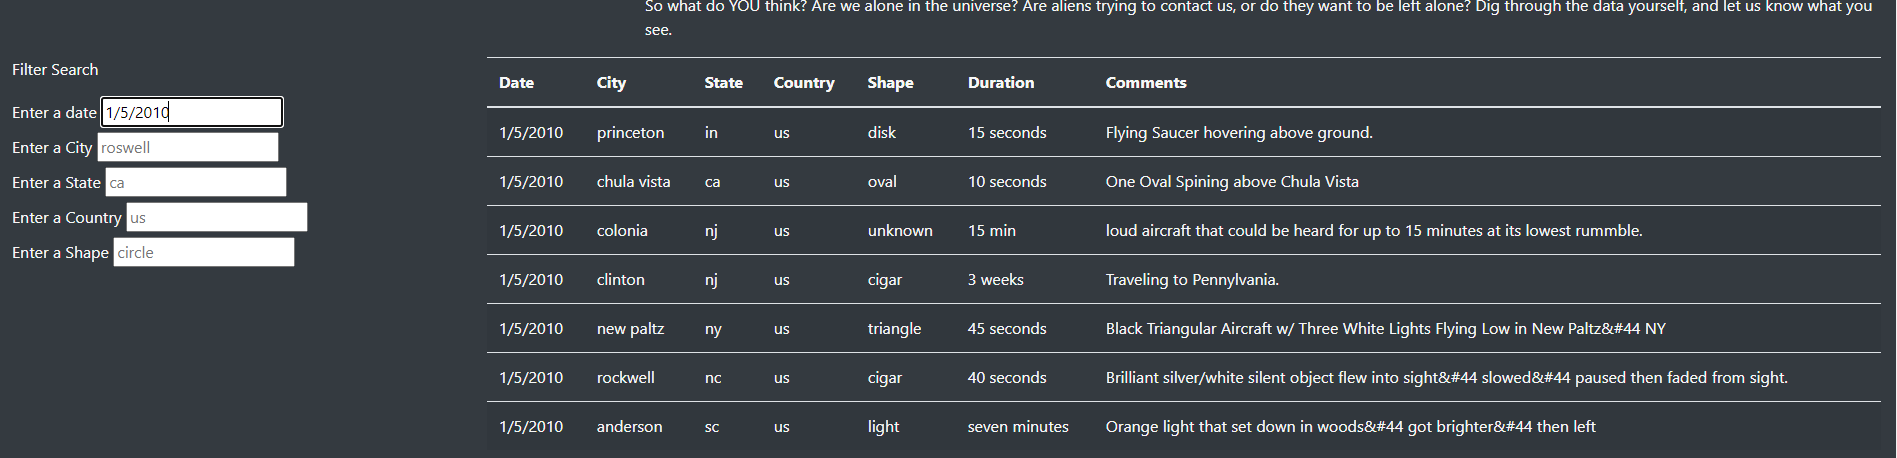 So what do YOU think? Are we alone in the universe? Are aliens trying to contact us, or do they want to be left alone? Dig through the data yourself, and let us know what you
see.
Filter Search
Enter a date 1/5/2010
Enter a City roswell
Enter a State ca
Enter a Country us
Enter a Shape circle
Date City State Country Shape Duration Comments
1/5/2010 princeton in us disk 15 seconds Flying Saucer hovering above ground.
1/5/2010 chula vista ca us oval 10 seconds One Oval Spining above Chula Vista
1/5/2010 colonia nj us unknown 15 min loud aircraft that could be heard for up to 15 minutes at its lowest rummble.
1/5/2010 clinton nj us cigar 3 weeks Traveling to Pennylvania.
1/5/2010 new paltz ny us triangle 45 seconds Black Triangular Aircraft w/ Three White Lights Flying Low in New Paltz&#44 NY
1/5/2010 rockwell nc us cigar 40 seconds Brilliant silver/white silent object flew into sight&#44 slowed&#44 paused then faded from sight.
1/5/2010 anderson sc us light seven minutes Orange light that set down in woods&#44 got brighter&#44 then left